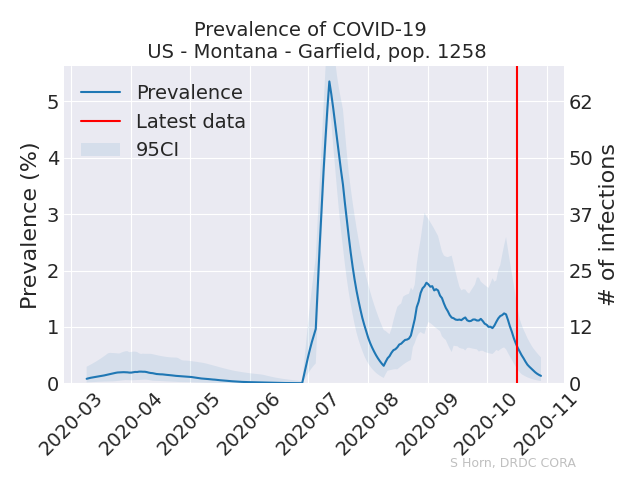 Prevalence of COVID-19
US - Montana - Garfield, pop. 1258
Prevalence
Latest data
95CI
Prevalence (%)
5
4
3
2
1
0
62
50
37
25
12
0
# of infections
2020-03
2020-04
2020-05
2020-06
2020-07
2020-08
2020-09
2020-10
2020-11
S Horn, DRDC CORA